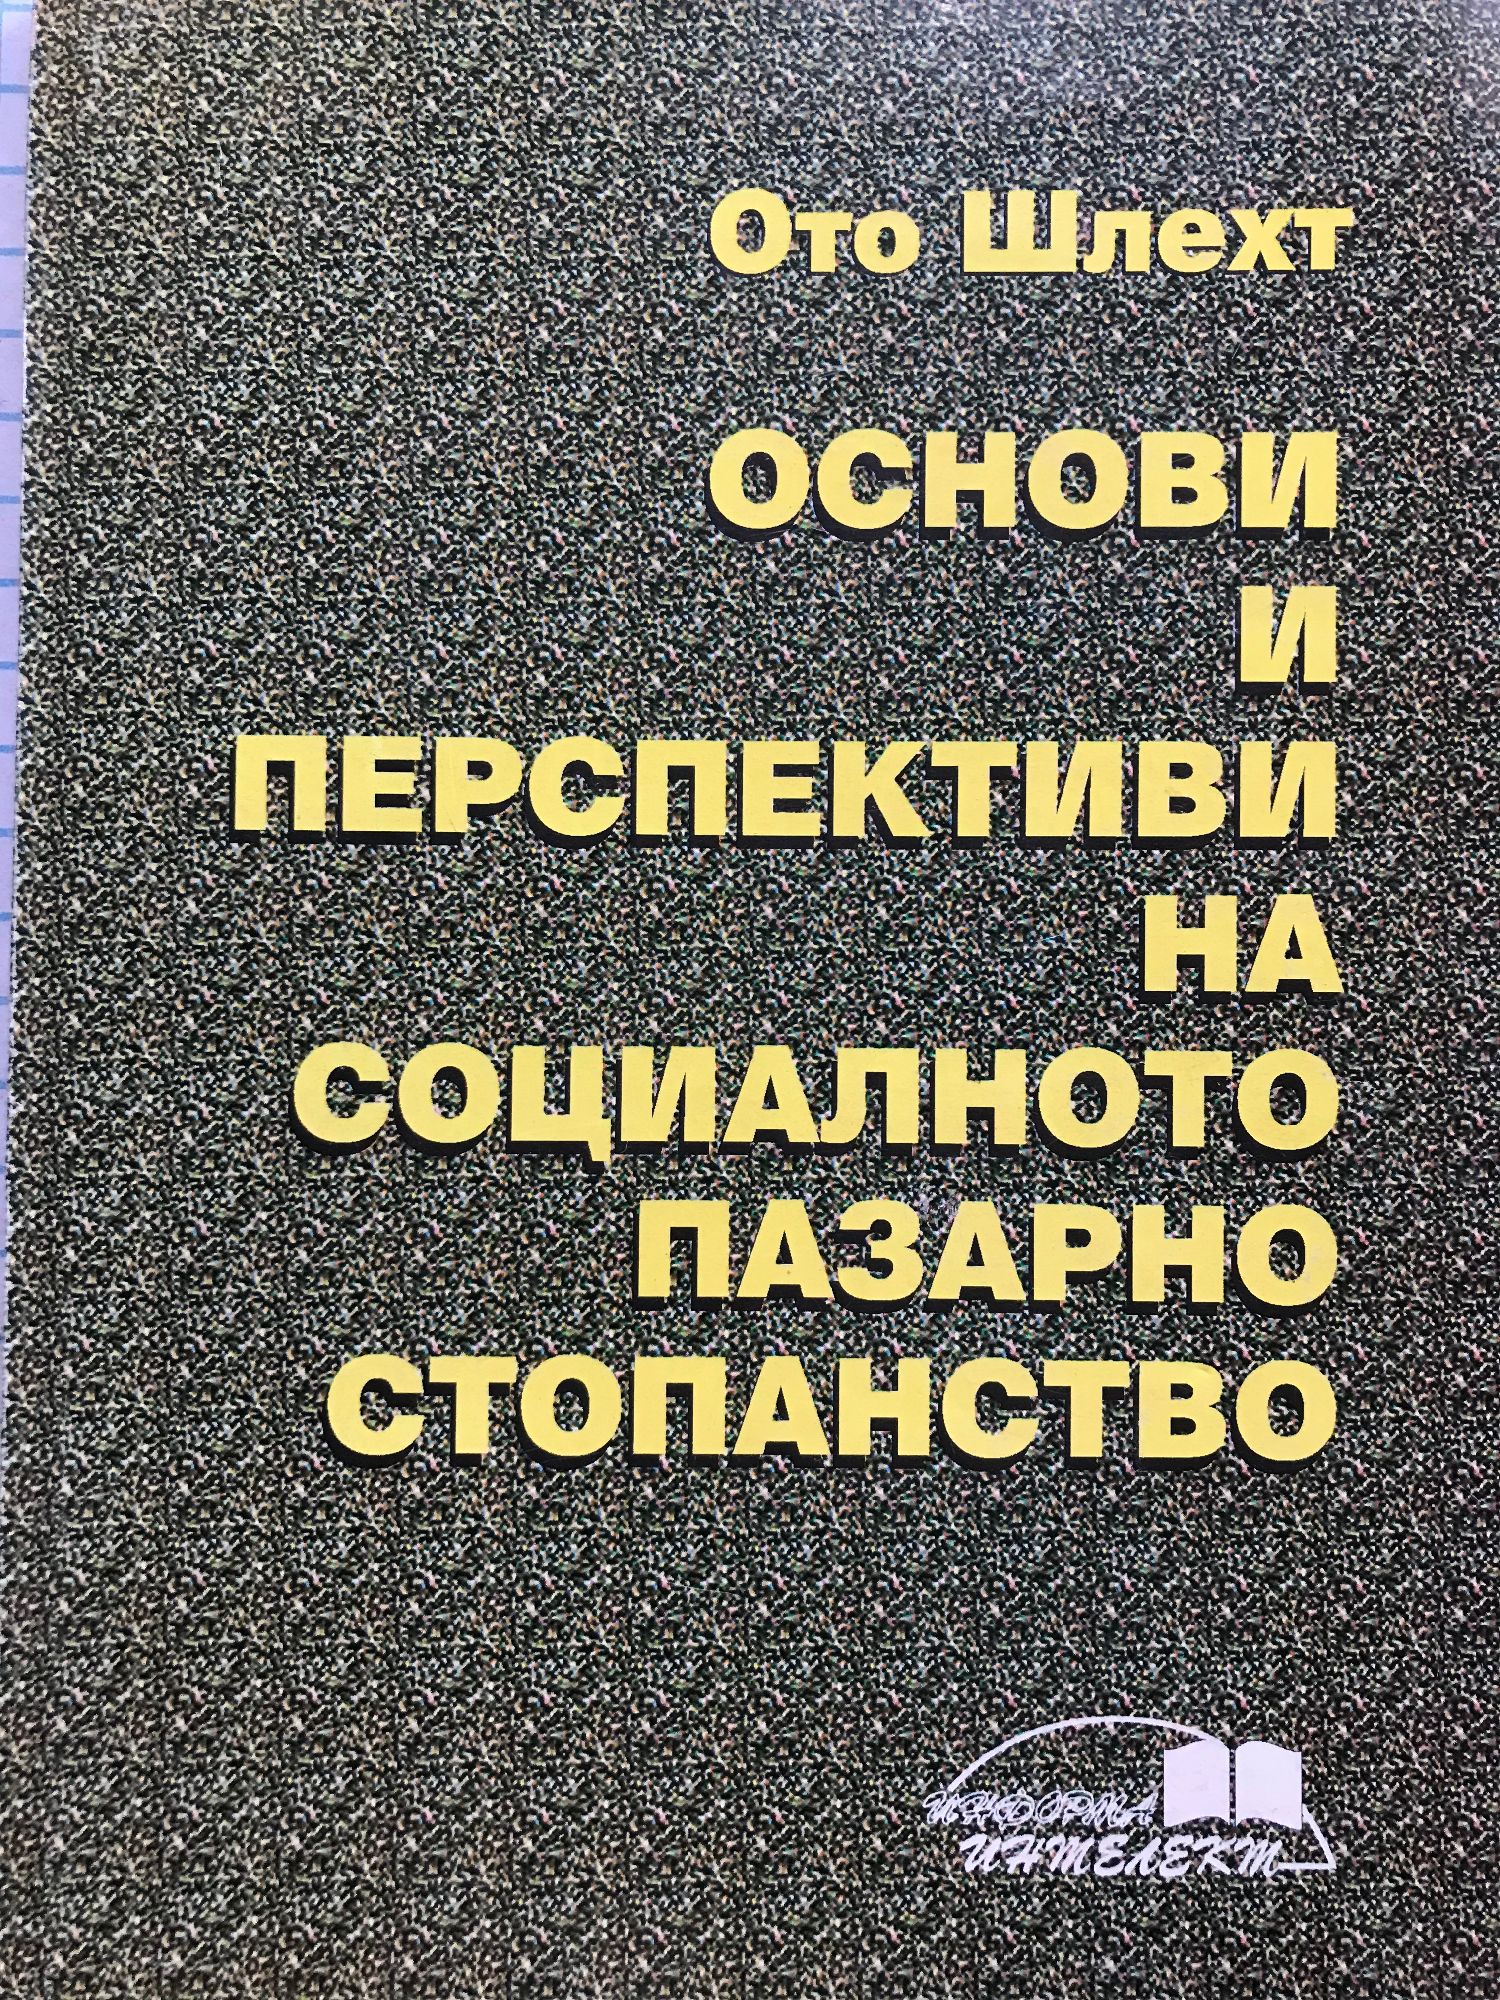 Ото Шлехт
ОСНОВИ
И
ПЕРСПЕКТИВИ
НА
СОЦИАЛНОТО
ПАЗАРНО
СТОПАНСТВО
ИНФОРМА
ИНТЕЛЕКТ